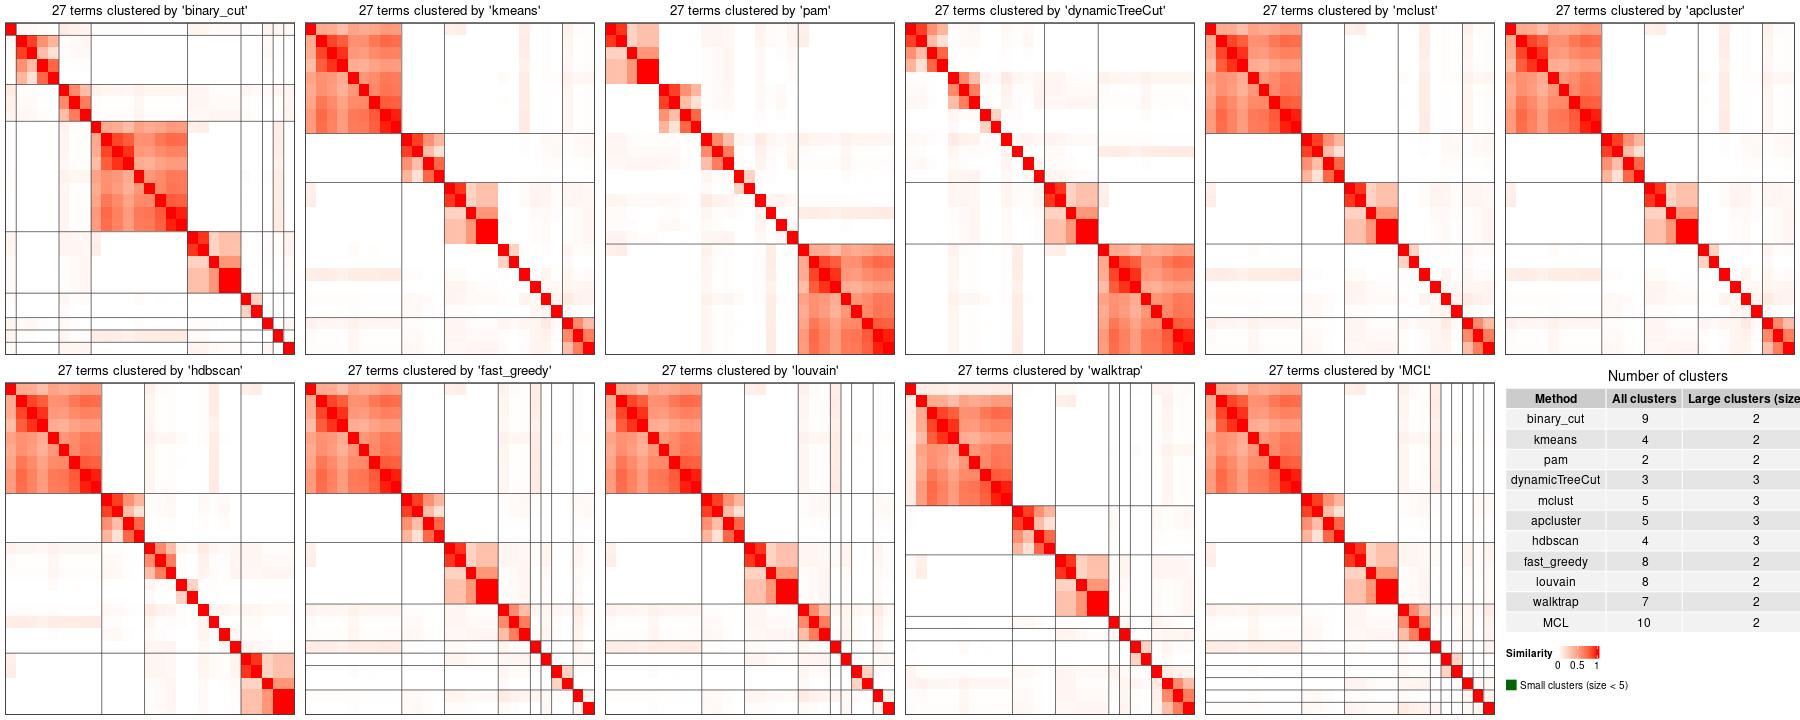 27 terms clustered by 'binary_cut'
27 terms clustered by 'kmeans'
27 terms clustered by 'pam'
27 terms clustered by 'dynamicTreeCut'
27 terms clustered by 'mclust'
27 terms clustered by 'apcluster'
27 terms clustered by 'hdbscan'
27 terms clustered by 'fast_greedy'
27 terms clustered by 'louvain'
27 terms clustered by 'walktrap'
27 terms clustered by 'MCL'
Number of clusters
Method All clusters Large clusters (size
binary_cut 9 2
kmeans 4 2
pam 2 2
dynamicTreeCut 3 3
mclust 5 3
apcluster 5 3
hdbscan 4 3
fast_greedy 8 2
louvain 8 2
walktrap 7 2
MCL 10 2
Similarity
0 0.5 1
Small clusters (size < 5)